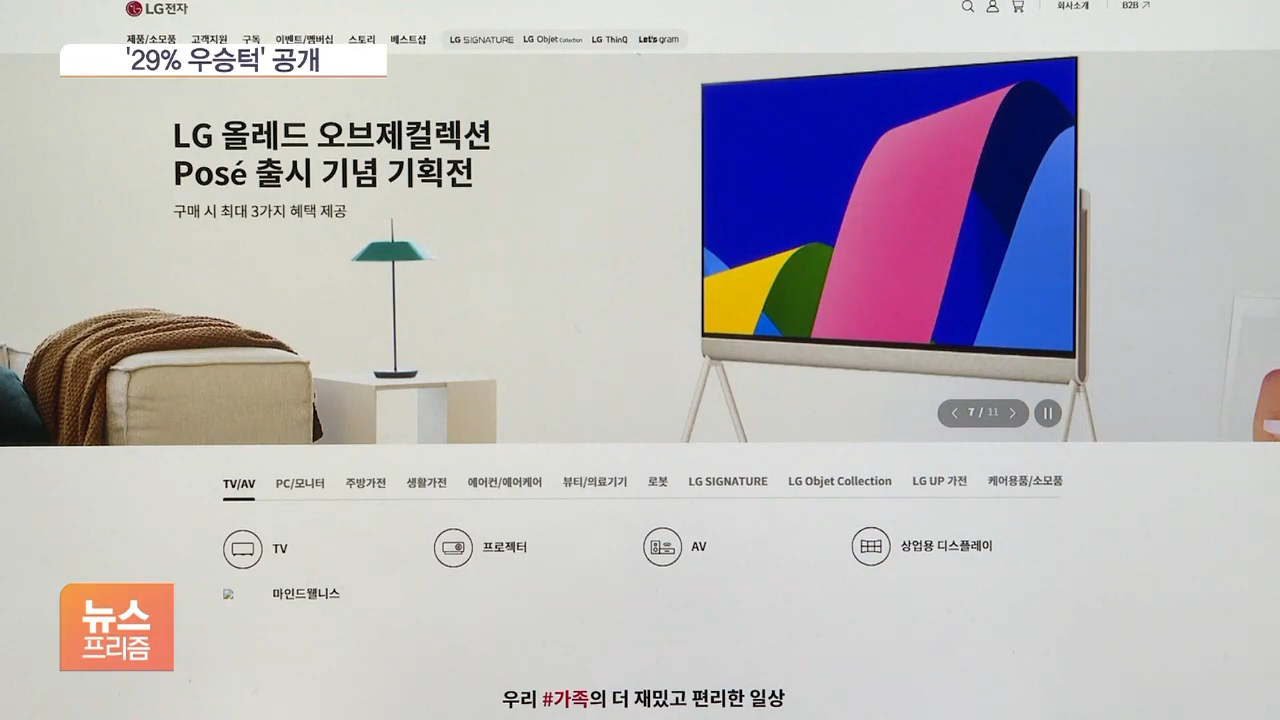 LG전자
회사소개
B2B
제품/소모품 고객지원 구독 이벤트/멤버십 스토리 베스트샵 LG SIGNATURE LG Objet Collection LG ThinQ Let's gram
'29% 우승턱' 공개
LG 올레드 오브제컬렉션
Posé 출시 기념 기획전
구매 시 최대 3가지 혜택 제공
7 / 11
TV/AV PC/모니터 주방가전 생활가전 에어컨/에어케어 뷰티/의료기기 로봇 LG SIGNATURE LG Objet Collection LG UP 가전 케어용품/소모품
TV 프로젝터 AV 상업용 디스플레이
마인드웰니스
뉴스
프리즘
우리 #가족의 더 재밌고 편리한 일상